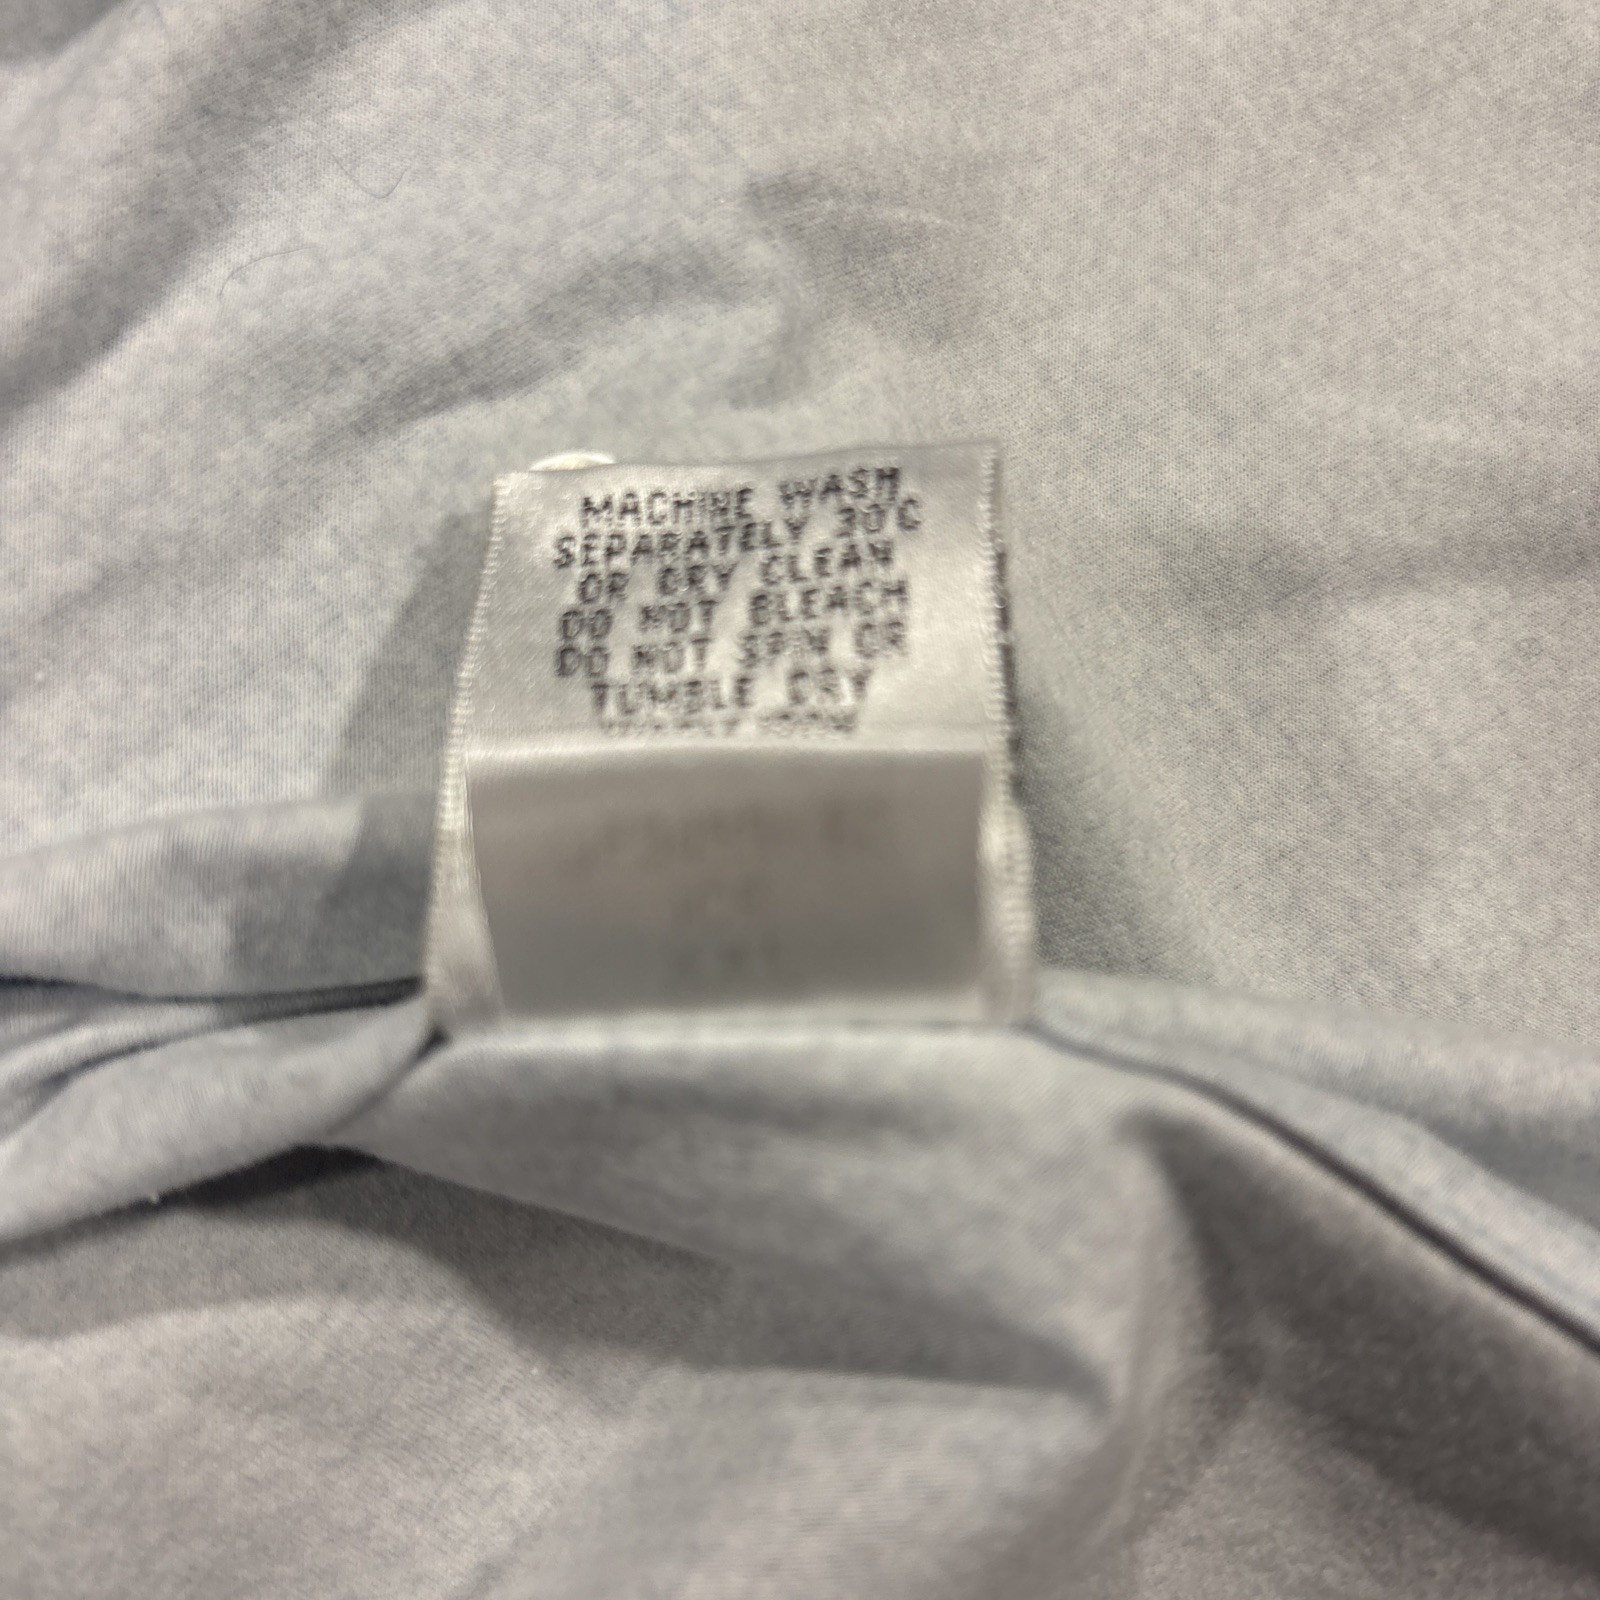 MACHINE WASH
SEPARATELY 30°C
OR DRY CLEAN
DO NOT BLEACH
DO NOT SPIN OR
TUMBLE DRY